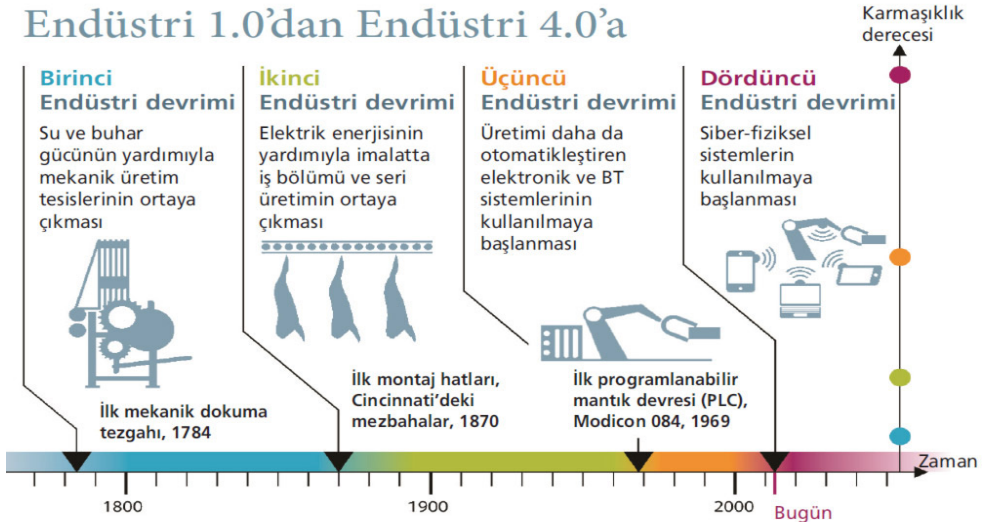 Endüstri 1.0’dan Endüstri 4.0’a
Karmaşıklık
derecesi
Birinci
Endüstri devrimi
Su ve buhar
gücünün yardımıyla
mekanik üretim
tesislerinin ortaya
çıkması
İkinci
Endüstri devrimi
Elektrik enerjisinin
yardımıyla imalatta
iş bölümü ve seri
üretimin ortaya
çıkması
Üçüncü
Endüstri devrimi
Üretimi daha da
otomatikleştiren
elektronik ve BT
sistemlerinin
kullanılmaya
başlanması
Dördüncü
Endüstri devrimi
Siber-fiziksel
sistemlerin
kullanılmaya
başlanması
İlk mekanik dokuma
tezgahı, 1784
İlk montaj hatları,
Cincinnati’deki
mezbahalar, 1870
İlk programlanabilir
mantık devresi (PLC),
Modicon 084, 1969
Zaman
1800
1900
2000
Bugün